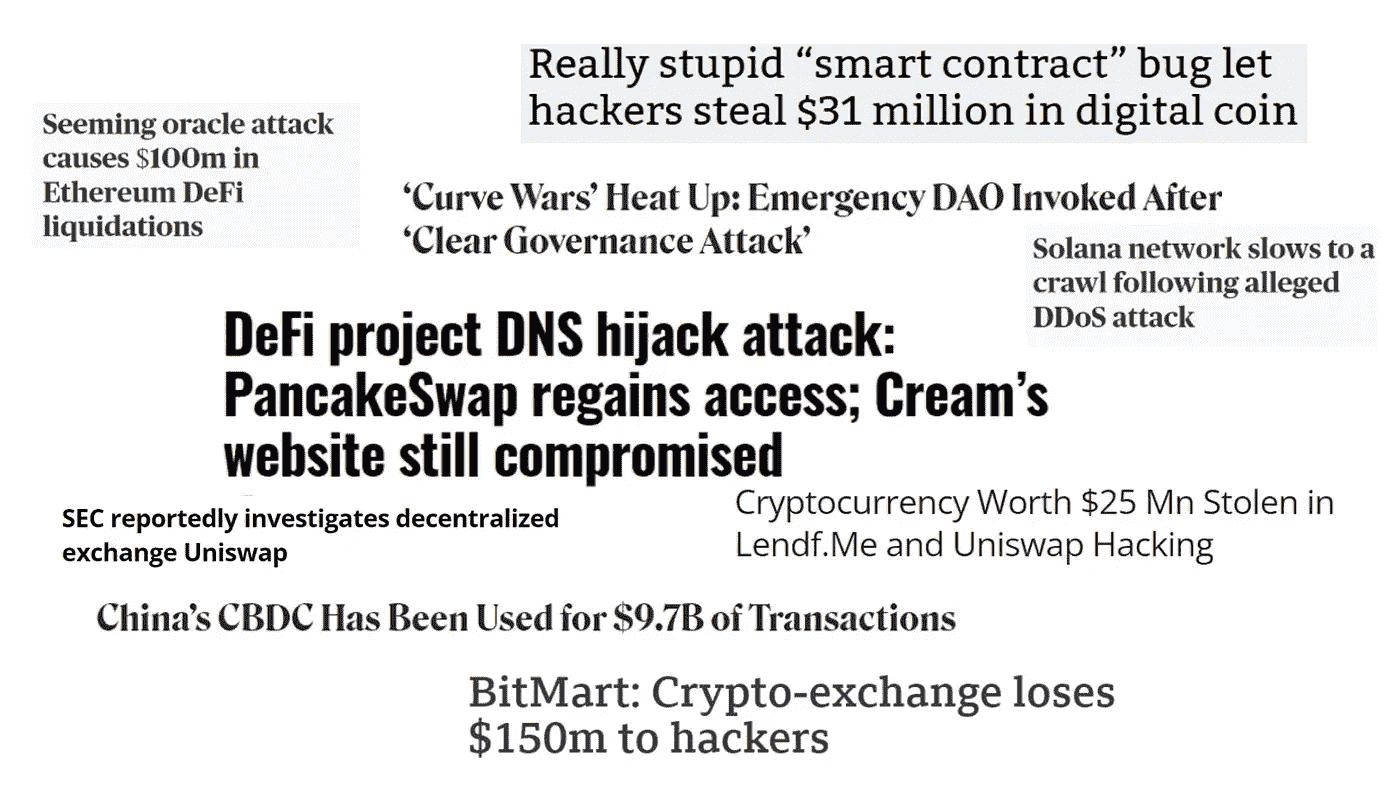 Really stupid “smart contract” bug let
hackers steal $31 million in digital coin
Seeming oracle attack
causes $100m in
Ethereum DeFi
liquidations
‘Curve Wars’ Heat Up: Emergency DAO Invoked After
‘Clear Governance Attack’
Solana network slows to a
crawl following alleged
DDoS attack
DeFi project DNS hijack attack:
PancakeSwap regains access; Cream’s
website still compromised
SEC reportedly investigates decentralized
exchange Uniswap
Cryptocurrency Worth $25 Mn Stolen in
Lendf.Me and Uniswap Hacking
China’s CBDC Has Been Used for $9.7B of Transactions
BitMart: Crypto-exchange loses
$150m to hackers